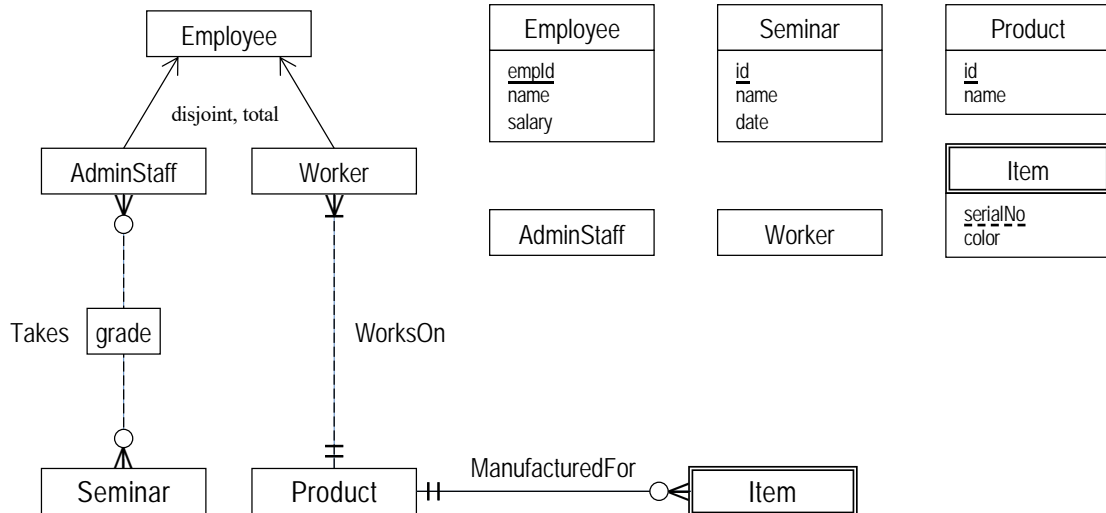 Employee
disjoint, total
AdminStaff
Worker
Takes
grade
WorksOn
Seminar
Product
ManufacturedFor
Item
Employee
empId
name
salary
Seminar
id
name
date
Product
id
name
Item
serialNo
color
AdminStaff
Worker